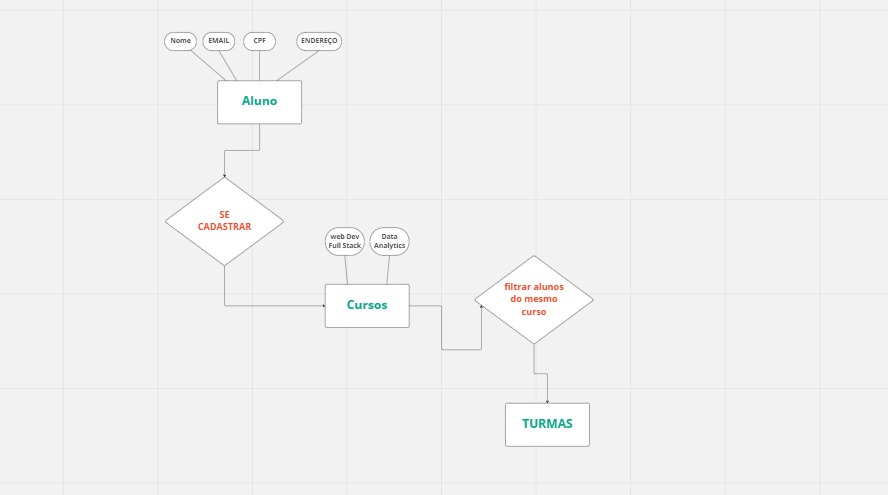 Nome
EMAIL
CPF
ENDEREÇO
Aluno
SE
CADASTRAR
web Dev
Full Stack
Data
Analytics
Cursos
filtrar alunos
do mesmo
curso
TURMAS